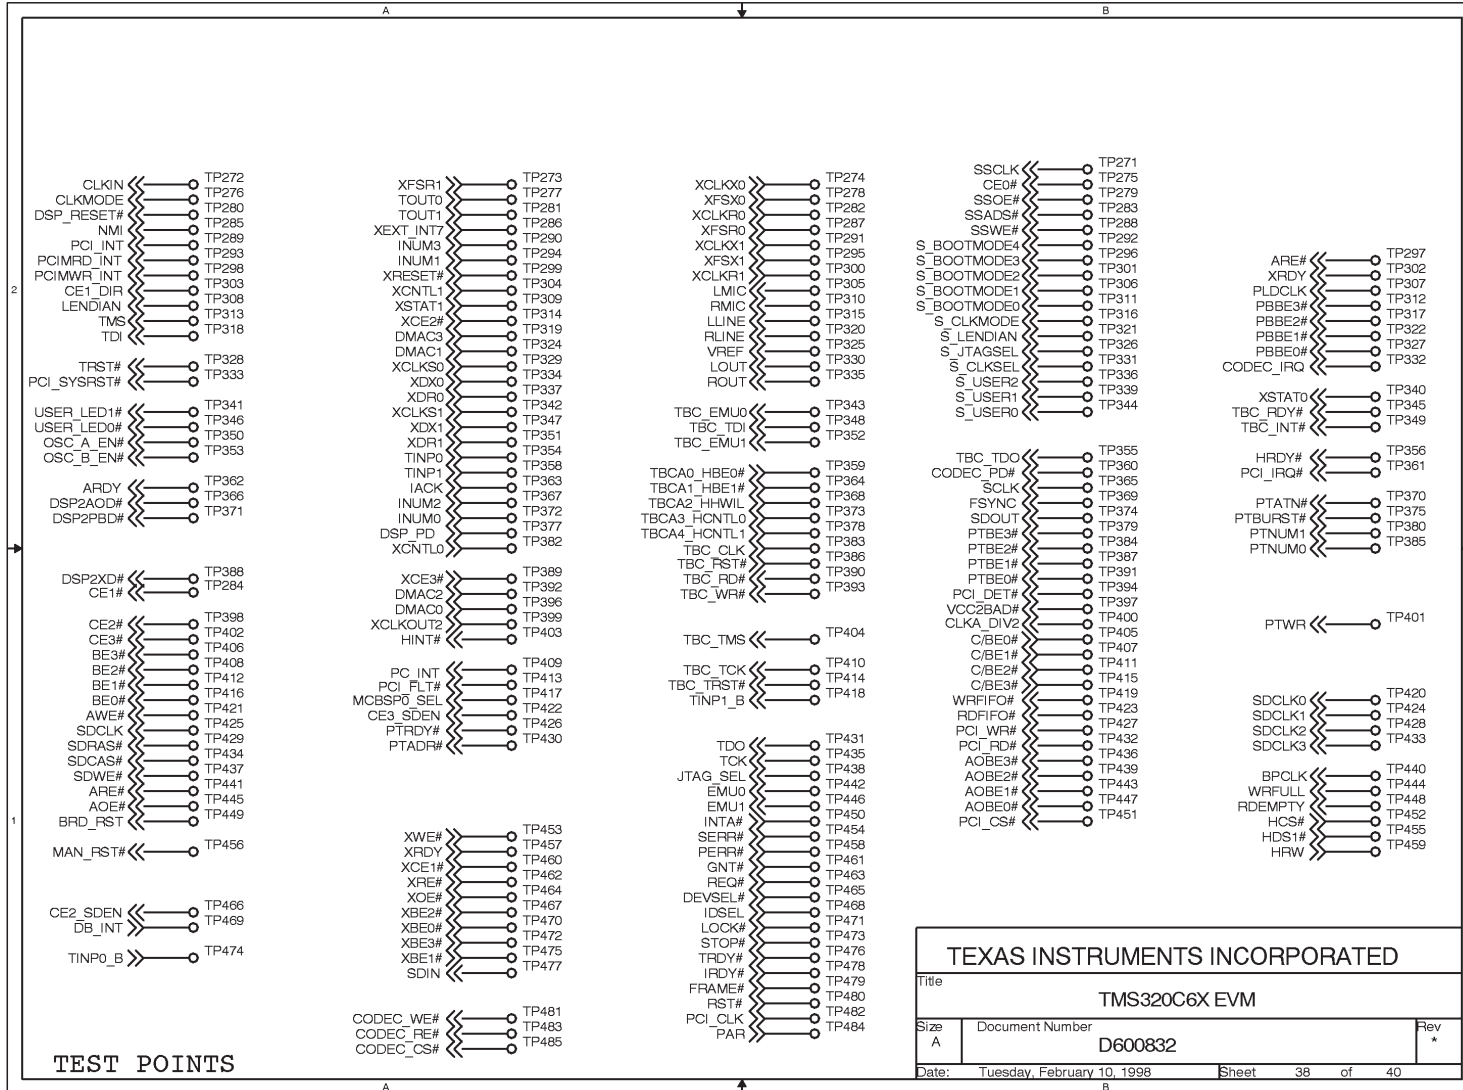 A
B
CLKIN TP272
CLKMODE TP276
DSP_RESET# TP280
NMI TP285
PCI_INT TP289
PCIMRD_INT TP293
PCIMWR_INT TP298
CE1_DIR TP303
LENDIAN TP308
TMS TP313
TDI TP318
TRST# TP328
PCI_SYSRST# TP333
USER_LED1# TP341
USER_LED0# TP346
OSC_A_EN# TP350
OSC_B_EN# TP353
ARDY TP362
DSP2AOD# TP366
DSP2PBD# TP371
DSP2XD# TP388
CE1# TP284
CE2# TP398
CE3# TP402
BE3# TP406
BE2# TP408
BE1# TP412
BE0# TP416
AWE# TP421
SDCLK TP425
SDRAS# TP429
SDCAS# TP434
SDWE# TP437
ARE# TP441
AOE# TP445
BRD_RST TP449
MAN_RST# TP456
CE2_SDEN TP466
DB_INT TP469
TINP0_B TP474
XFSR1 TP273
TOUT0 TP277
TOUT1 TP281
XEXT_INT7 TP286
INUM3 TP290
INUM1 TP294
XRESET# TP299
XCNTL1 TP304
XSTAT1 TP309
XCE2# TP314
DMAC3 TP319
DMAC1 TP324
XCLKS0 TP329
XDX0 TP334
XDR0 TP337
XCLKS1 TP342
XDX1 TP347
XDR1 TP351
TINP0 TP354
TINP1 TP358
IACK TP363
INUM2 TP367
INUM0 TP372
DSP_PD TP377
XCNTL0 TP382
XCE3# TP389
DMAC2 TP392
DMAC0 TP396
XCLKOUT2 TP399
HINT# TP403
PC_INT TP409
PCI_FLT# TP413
MCBSP0_SEL TP417
CE3_SDEN TP422
PTRDY# TP426
PTADR# TP430
XWE# TP453
XRDY TP457
XCE1# TP460
XRE# TP462
XOE# TP464
XBE2# TP467
XBE0# TP470
XBE3# TP472
XBE1# TP475
SDIN TP477
CODEC_WE# TP481
CODEC_RE# TP483
CODEC_CS# TP485
XCLKX0 TP274
XFSX0 TP278
XCLKR0 TP282
XFSR0 TP287
XCLKX1 TP291
XFSX1 TP295
XCLKR1 TP300
LMIC TP305
RMIC TP310
LLINE TP315
RLINE TP320
VREF TP325
LOUT TP330
ROUT TP335
TBC_EMU0 TP343
TBC_TDI TP348
TBC_EMU1 TP352
TBCA0_HBE0# TP359
TBCA1_HBE1# TP364
TBCA2_HHWIL TP368
TBCA3_HCNTL0 TP373
TBCA4_HCNTL1 TP378
TBC_CLK TP383
TBC_RST# TP386
TBC_RD# TP390
TBC_WR# TP393
TBC_TMS TP404
TBC_TCK TP410
TBC_TRST# TP414
TINP1_B TP418
TDO TP431
TCK TP435
JTAG_SEL TP438
EMU0 TP442
EMU1 TP446
INTA# TP450
SERR# TP454
PERR# TP458
GNT# TP461
REQ# TP463
DEVSEL# TP465
IDSEL TP468
LOCK# TP471
STOP# TP473
TRDY# TP476
IRDY# TP478
FRAME# TP479
RST# TP480
PCI_CLK TP482
PAR TP484
SSCLK TP271
CE0# TP275
SSOE# TP279
SSADS# TP283
SSWE# TP288
S_BOOTMODE4 TP292
S_BOOTMODE3 TP296
S_BOOTMODE2 TP301
S_BOOTMODE1 TP306
S_BOOTMODE0 TP311
S_CLKMODE TP316
S_LENDIAN TP321
S_JTAGSEL TP326
S_CLKSEL TP331
S_USER2 TP336
S_USER1 TP339
S_USER0 TP344
TBC_TDO TP355
CODEC_PD# TP360
SCLK TP365
FSYNC TP369
SDOUT TP374
PTBE3# TP379
PTBE2# TP384
PTBE1# TP387
PTBE0# TP391
PCI_DET# TP394
VCC2BAD# TP397
CLKA_DIV2 TP400
C/BE0# TP405
C/BE1# TP407
C/BE2# TP411
C/BE3# TP415
WRFIFO# TP419
RDFIFO# TP423
PCI_WR# TP427
PCI_RD# TP432
AOBE3# TP436
AOBE2# TP439
AOBE1# TP443
AOBE0# TP447
PCI_CS# TP451
ARE# TP297
XRDY TP302
PLDCLK TP307
PBBE3# TP312
PBBE2# TP317
PBBE1# TP322
PBBE0# TP327
CODEC_IRQ TP332
XSTAT0 TP340
TBC_RDY# TP345
TBC_INT# TP349
HRDY# TP356
PCI_IRQ# TP361
PTATN# TP370
PTBURST# TP375
PTNUM1 TP380
PTNUM0 TP385
PTWR TP401
SDCLK0 TP420
SDCLK1 TP424
SDCLK2 TP428
SDCLK3 TP433
BPCLK TP440
WRFULL TP444
RDEMPTY TP448
HCS# TP452
HDS1# TP455
HRW TP459
2
1
TEST POINTS
TEXAS INSTRUMENTS INCORPORATED
Title
TMS320C6X EVM
Size Document Number Rev
A D600832 *
Date: Tuesday, February 10, 1998 Sheet 38 of 40
A
B